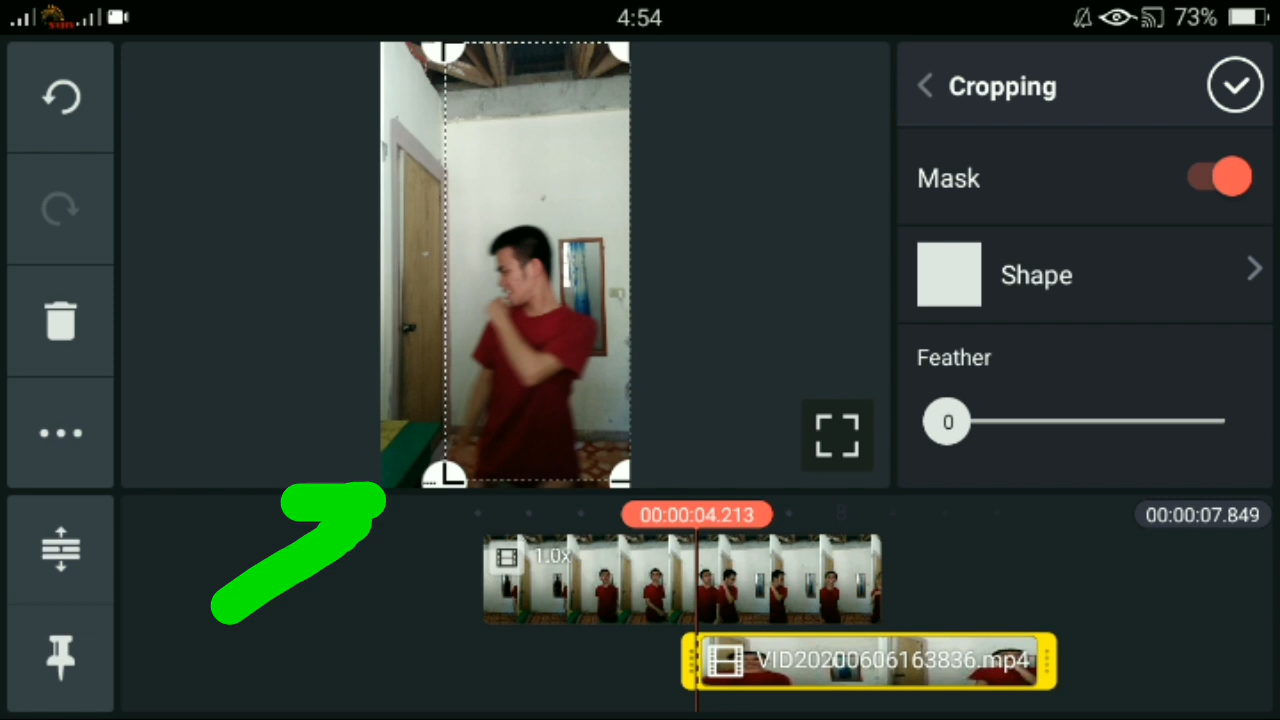 4:54
73%
Cropping
Mask
Shape
Feather
0
00:00:04.213
00:00:07.849
1.0x
VID20200606163836.mp4